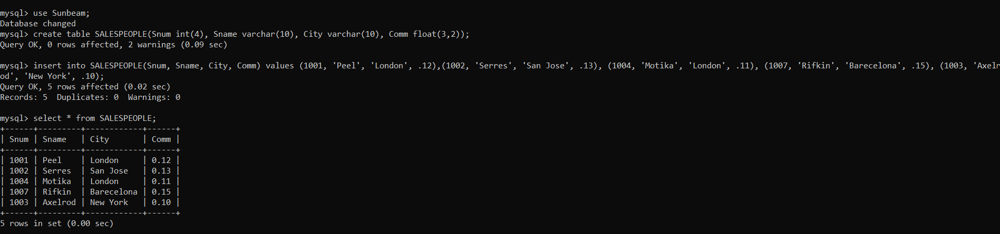 mysql> use Sunbeam;
Database changed
mysql> create table SALESPEOPLE(Snum int(4), Sname varchar(10), City varchar(10), Comm float(3,2));
Query OK, 0 rows affected, 2 warnings (0.09 sec)
mysql> insert into SALESPEOPLE(Snum, Sname, City, Comm) values (1001, 'Peel', 'London', .12),(1002, 'Serres', 'San Jose', .13), (1004, 'Motika', 'London', .11), (1007, 'Rifkin', 'Barecelona', .15), (1003, 'Axelr
od', 'New York', .10);
Query OK, 5 rows affected (0.02 sec)
Records: 5  Duplicates: 0  Warnings: 0
mysql> select * from SALESPEOPLE;
+------+---------+------------+------+
| Snum | Sname   | City       | Comm |
+------+---------+------------+------+
| 1001 | Peel    | London     | 0.12 |
| 1002 | Serres  | San Jose   | 0.13 |
| 1004 | Motika  | London     | 0.11 |
| 1007 | Rifkin  | Barecelona | 0.15 |
| 1003 | Axelrod | New York   | 0.10 |
+------+---------+------------+------+
5 rows in set (0.00 sec)